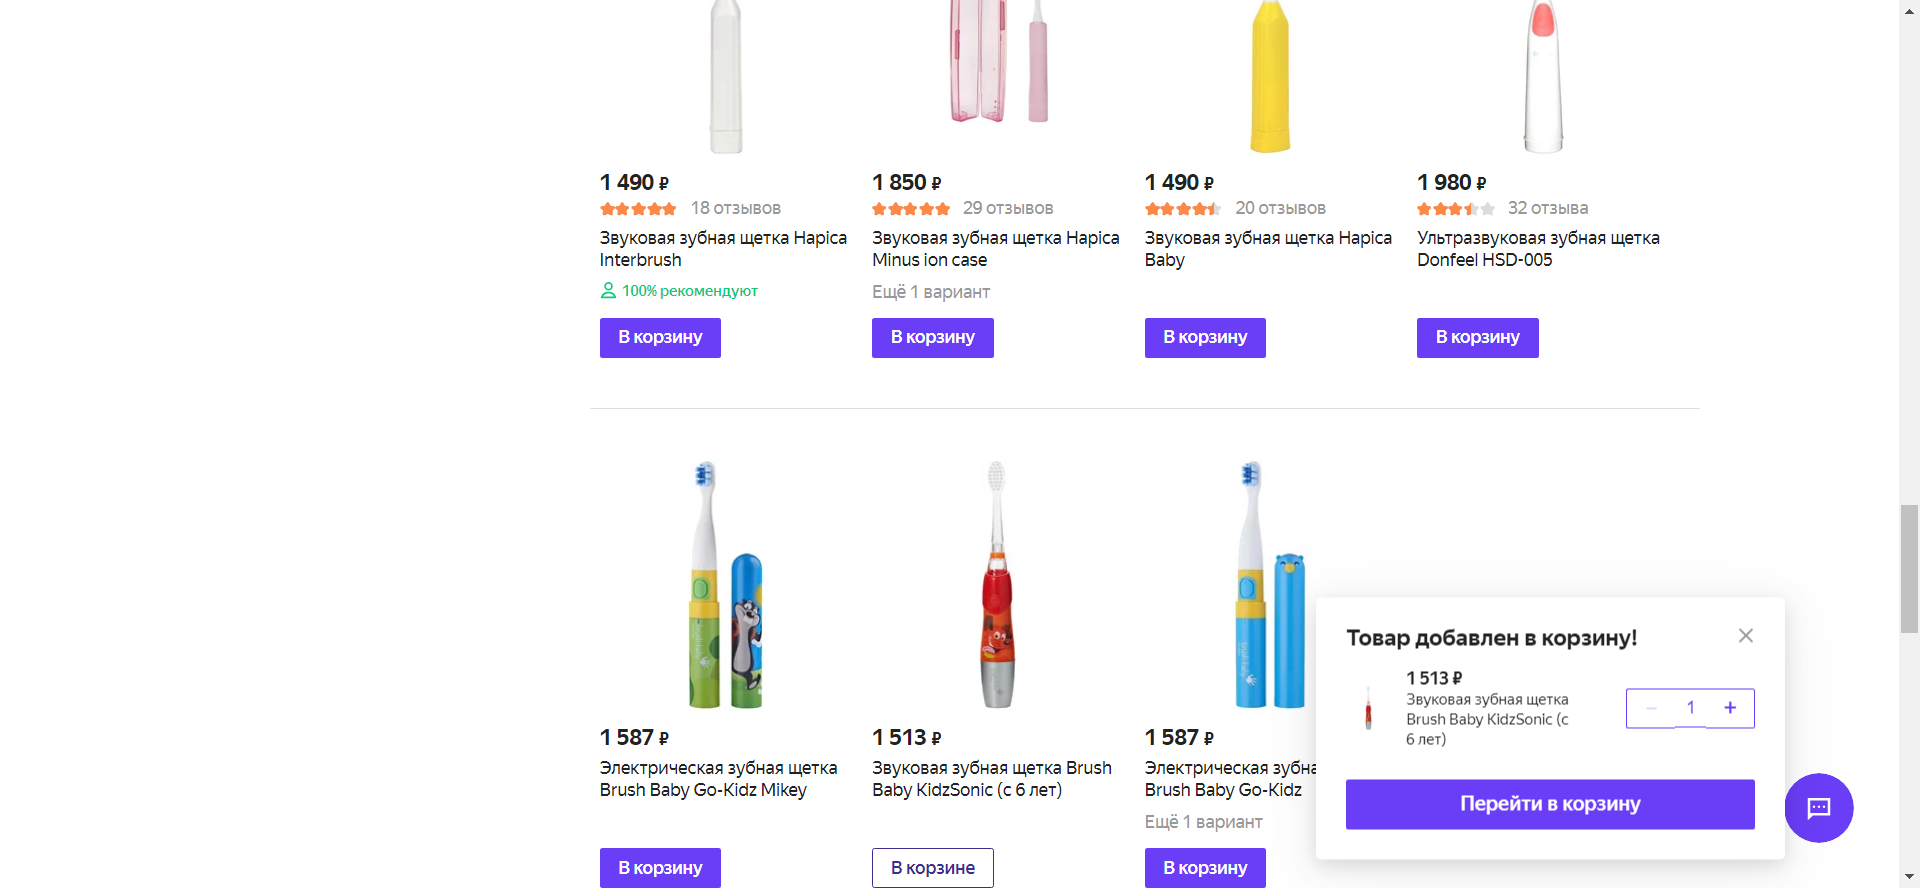 1 490 ₽
18 отзывов
Звуковая зубная щетка Hapica
Interbrush
100% рекомендуют
В корзину
1 850 ₽
29 отзывов
Звуковая зубная щетка Hapica
Minus ion case
Ещё 1 вариант
В корзину
1 490 ₽
20 отзывов
Звуковая зубная щетка Hapica
Baby
В корзину
1 980 ₽
32 отзыва
Ультразвуковая зубная щетка
Donfeel HSD-005
В корзину
1 587 ₽
Электрическая зубная щетка
Brush Baby Go-Kidz Mikey
В корзину
1 513 ₽
Звуковая зубная щетка Brush
Baby KidzSonic (с 6 лет)
В корзине
1 587 ₽
Электрическая зубна
Brush Baby Go-Kidz
Ещё 1 вариант
В корзину
Товар добавлен в корзину!
1 513 ₽
Звуковая зубная щетка
Brush Baby KidzSonic (с
6 лет)
− 1 +
Перейти в корзину